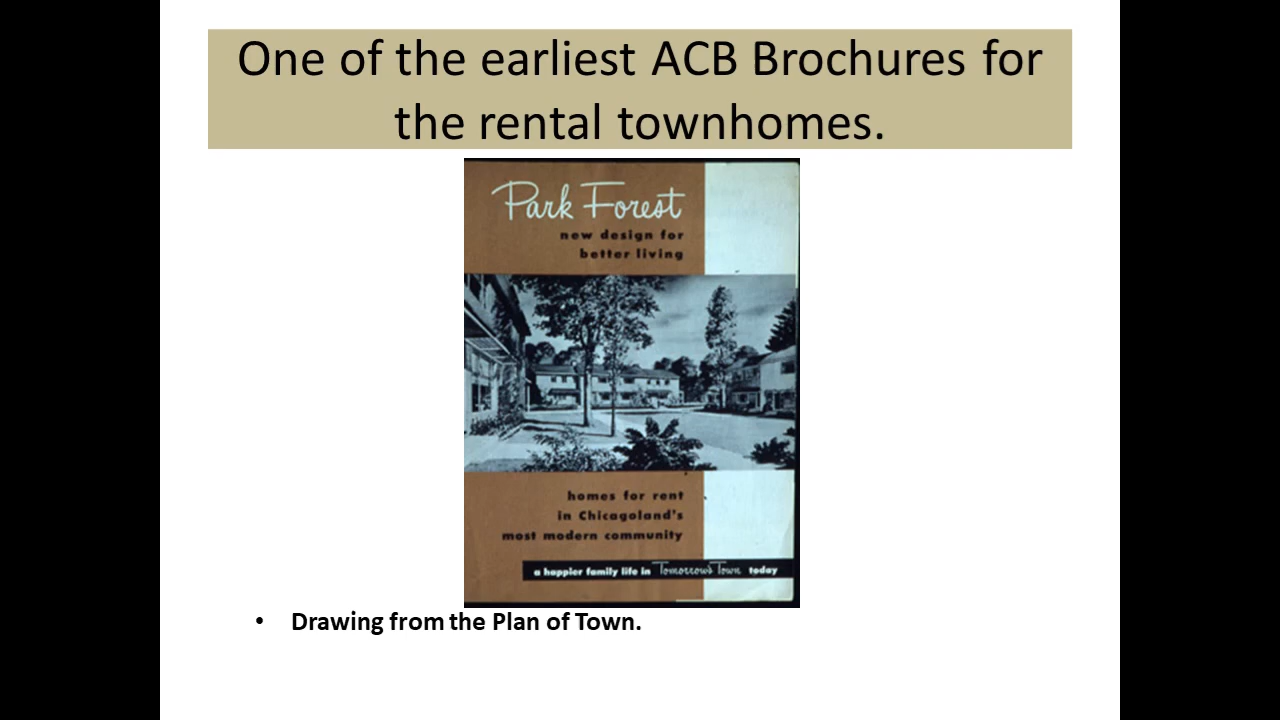 One of the earliest ACB Brochures for
the rental townhomes.
Park Forest
new design for
better living
homes for rent
in Chicagoland's
most modern community
a happier family life in Tomorrow's Town today
• Drawing from the Plan of Town.